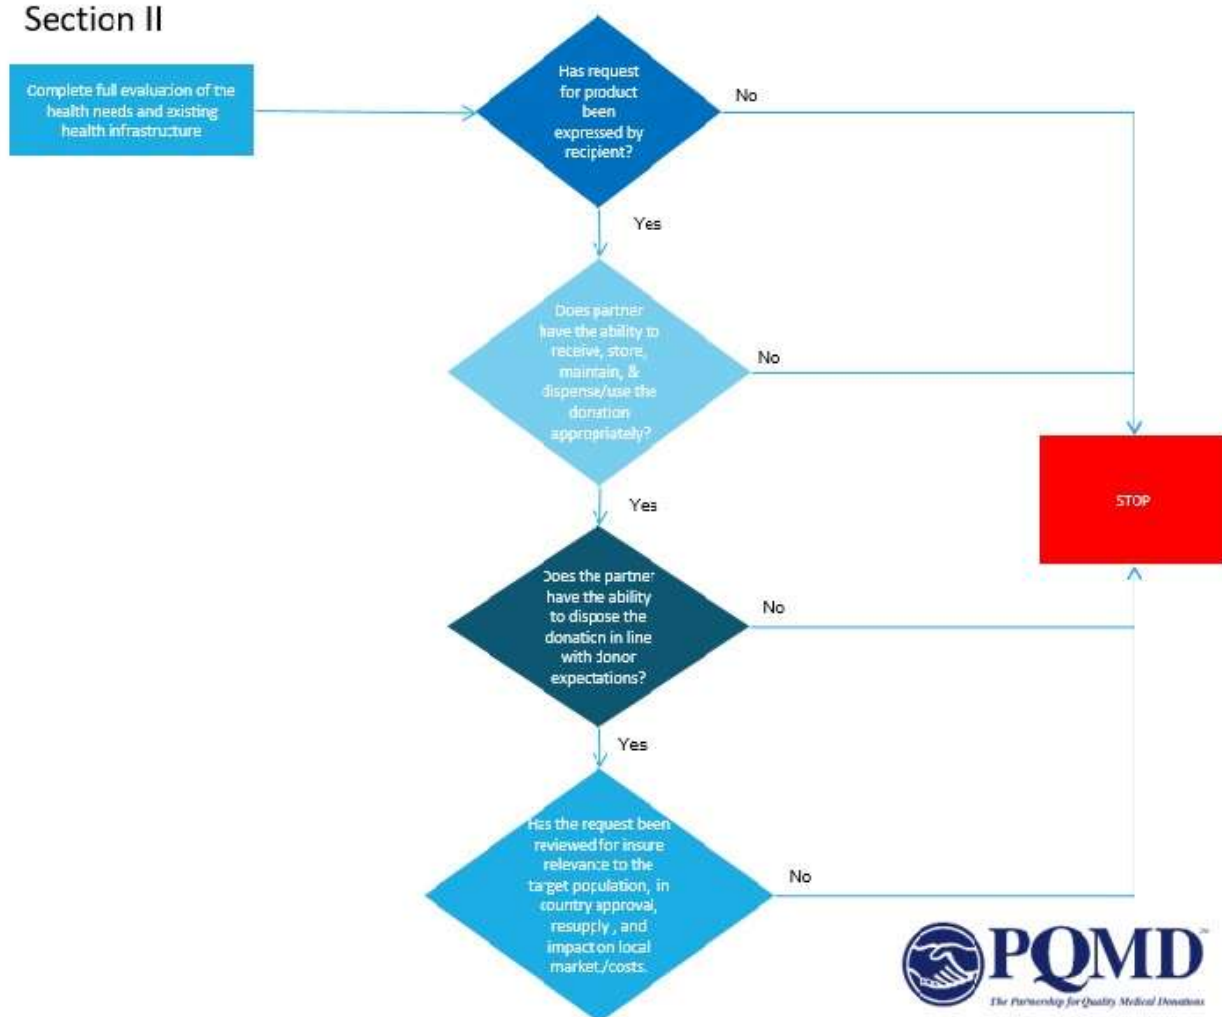 Section II
Complete full evaluation of the
health needs and existing
health infrastructure
Has request
for product
been
expressed by
recipient?
No
Yes
Does partner
have the ability to
receive, store,
maintain, &
dispense/use the
donation
appropriately?
No
Yes
STOP
Does the partner
have the ability
to dispose the
donation in line
with donor
expectations?
No
Yes
Has the request been
reviewed for insure
relevance to the
target population, in
country approval,
resupply , and
impact on local
market/costs.
No
PQMD
The Partnership for Quality Medical Donations